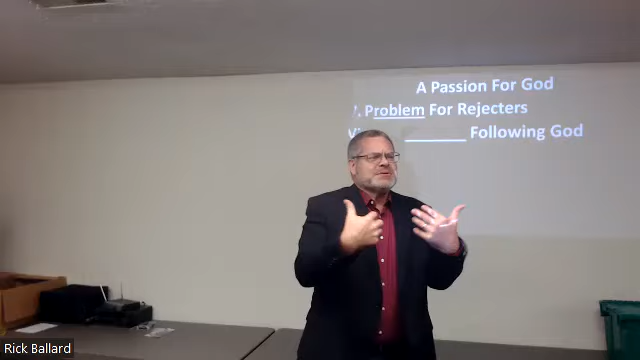 A Passion For God
. Problem For Rejecters
Following God
Rick Ballard